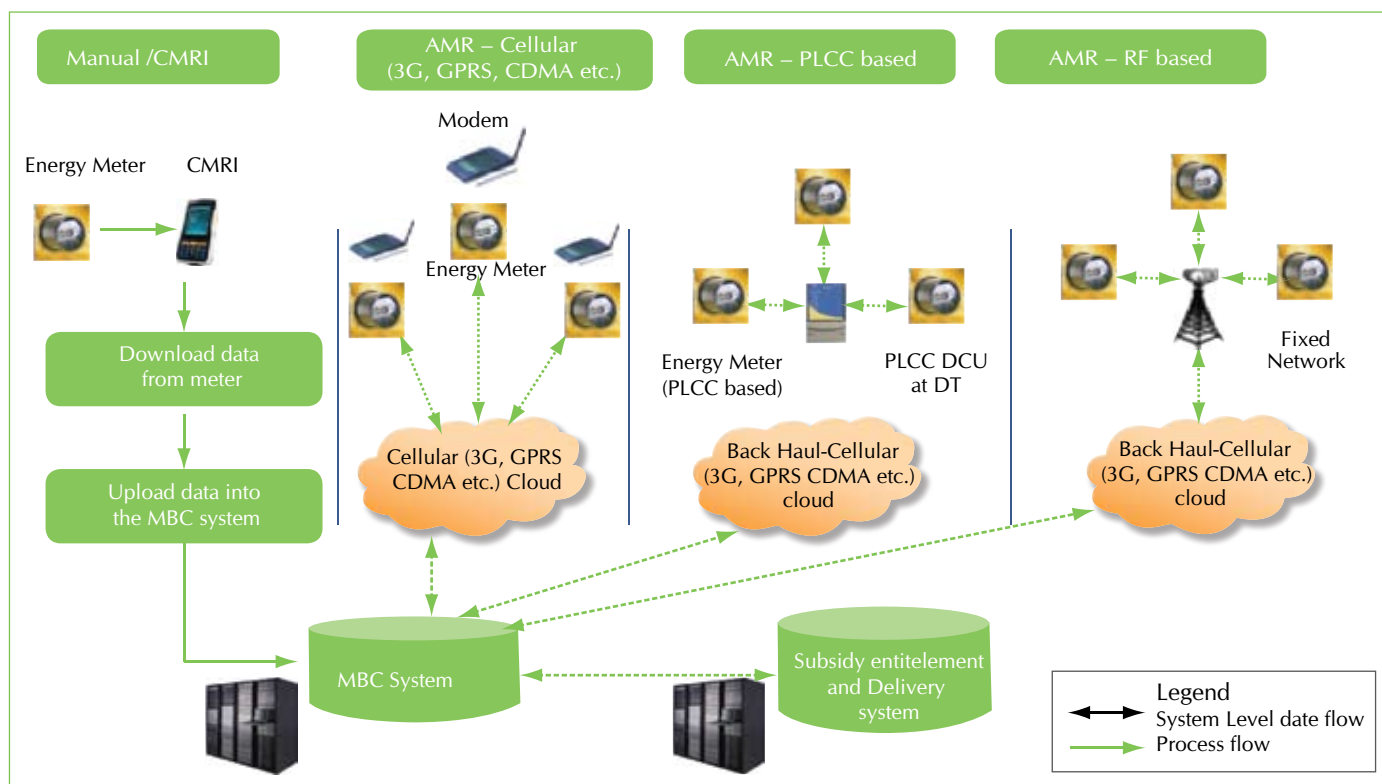 Manual /CMRI
AMR – Cellular
(3G, GPRS, CDMA etc.)
AMR – PLCC based
AMR – RF based
Energy Meter
CMRI
Download data
from meter
Upload data into
the MBC system
Modem
Energy Meter
Cellular (3G, GPRS
CDMA etc.) Cloud
Energy Meter
(PLCC based)
PLCC DCU
at DT
Back Haul-Cellular
(3G, GPRS CDMA etc.)
cloud
Fixed
Network
Back Haul-Cellular
(3G, GPRS CDMA etc.)
cloud
MBC System
Subsidy entitelement
and Delivery
system
Legend
System Level date flow
Process flow